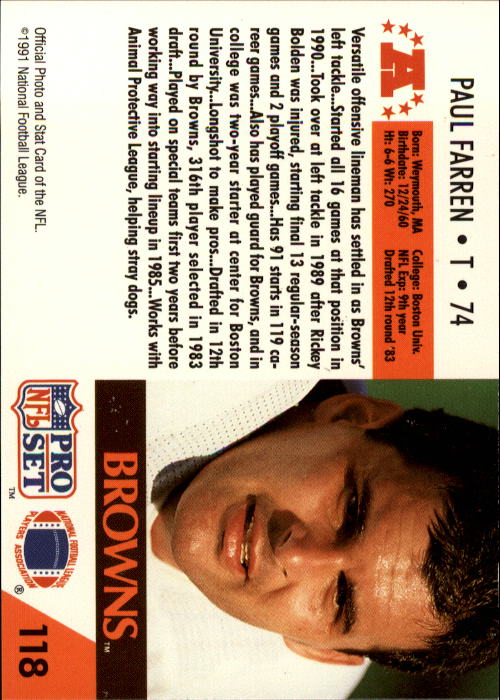 PAUL FARREN • T • 74
A
Born: Weymouth, MA College: Boston Univ.
Birthdate: 12/24/60 NFL Exp: 9th year
Ht: 6-6 Wt: 270 Drafted 12th round '83
Versatile offensive lineman has settled in as Browns'
left tackle...Started all 16 games at that position in
1990...Took over at left tackle in 1989 after Rickey
Bolden was injured, starting final 13 regular-season
games and 2 playoff games...Has 91 starts in 119 ca-
reer games...Also has played guard for Browns, and in
college was two-year starter at center for Boston
University...Longshot to make pros...Drafted in 12th
round by Browns, 316th player selected in 1983
draft...Played on special teams first two years before
working way into starting lineup in 1985...Works with
Animal Protective League, helping stray dogs.
Official Photo and Stat Card of the NFL.
©1991 National Football League.
BROWNS™
NFL PRO SET™
NATIONAL FOOTBALL LEAGUE PLAYERS ASSOCIATION®
118